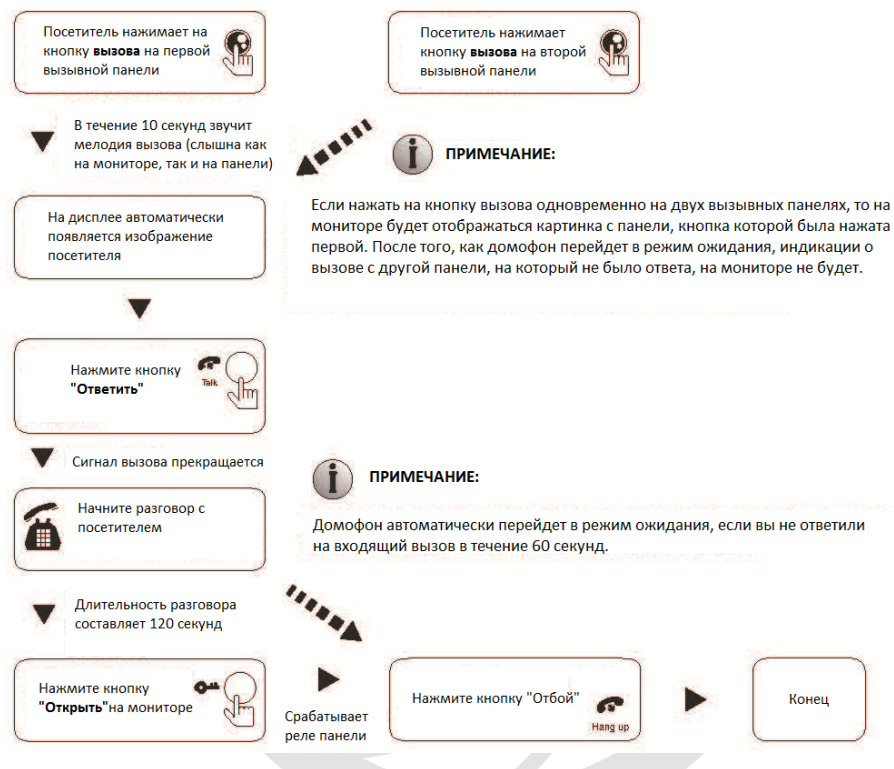 Посетитель нажимает на
кнопку вызова на первой
вызывной панели
Посетитель нажимает
кнопку вызова на второй
вызывной панели
В течение 10 секунд звучит
мелодия вызова (слышна как
на мониторе, так и на панели)
ПРИМЕЧАНИЕ:
Если нажать на кнопку вызова одновременно на двух вызывных панелях, то на
мониторе будет отображаться картинка с панели, кнопка которой была нажата
первой. После того, как домофон перейдет в режим ожидания, индикации о
вызове с другой панели, на который не было ответа, на мониторе не будет.
На дисплее автоматически
появляется изображение
посетителя
Нажмите кнопку
"Ответить"
Talk
Сигнал вызова прекращается
ПРИМЕЧАНИЕ:
Домофон автоматически перейдет в режим ожидания, если вы не ответили
на входящий вызов в течение 60 секунд.
Начните разговор с
посетителем
Длительность разговора
составляет 120 секунд
Нажмите кнопку
"Открыть"на мониторе
Срабатывает
реле панели
Нажмите кнопку "Отбой"
Hang up
Конец